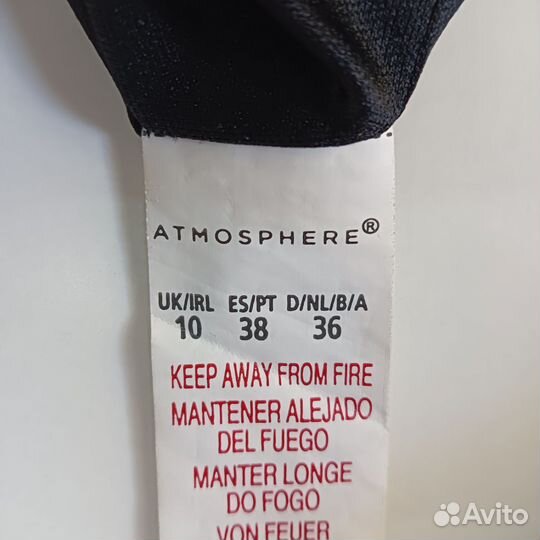 ATMOSPHERE®
UK/IRL ES/PT D/NL/B/A
10 38 36
KEEP AWAY FROM FIRE
MANTENER ALEJADO
DEL FUEGO
MANTER LONGE
DO FOGO
VON FEUER
Avito